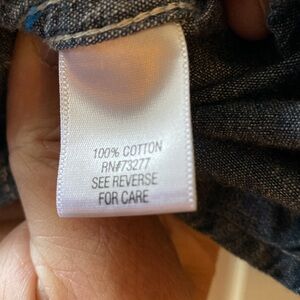 100% COTTON
RN#73277
SEE REVERSE
FOR CARE